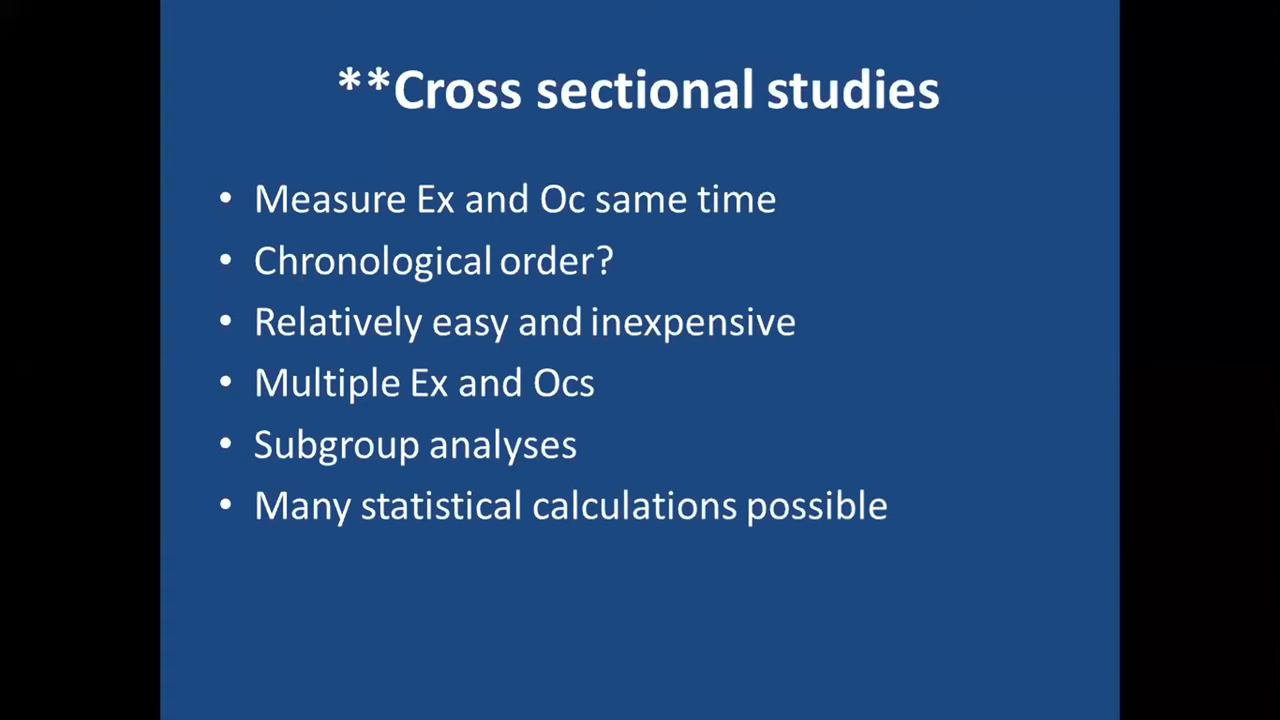 **Cross sectional studies
• Measure Ex and Oc same time
• Chronological order?
• Relatively easy and inexpensive
• Multiple Ex and Ocs
• Subgroup analyses
• Many statistical calculations possible